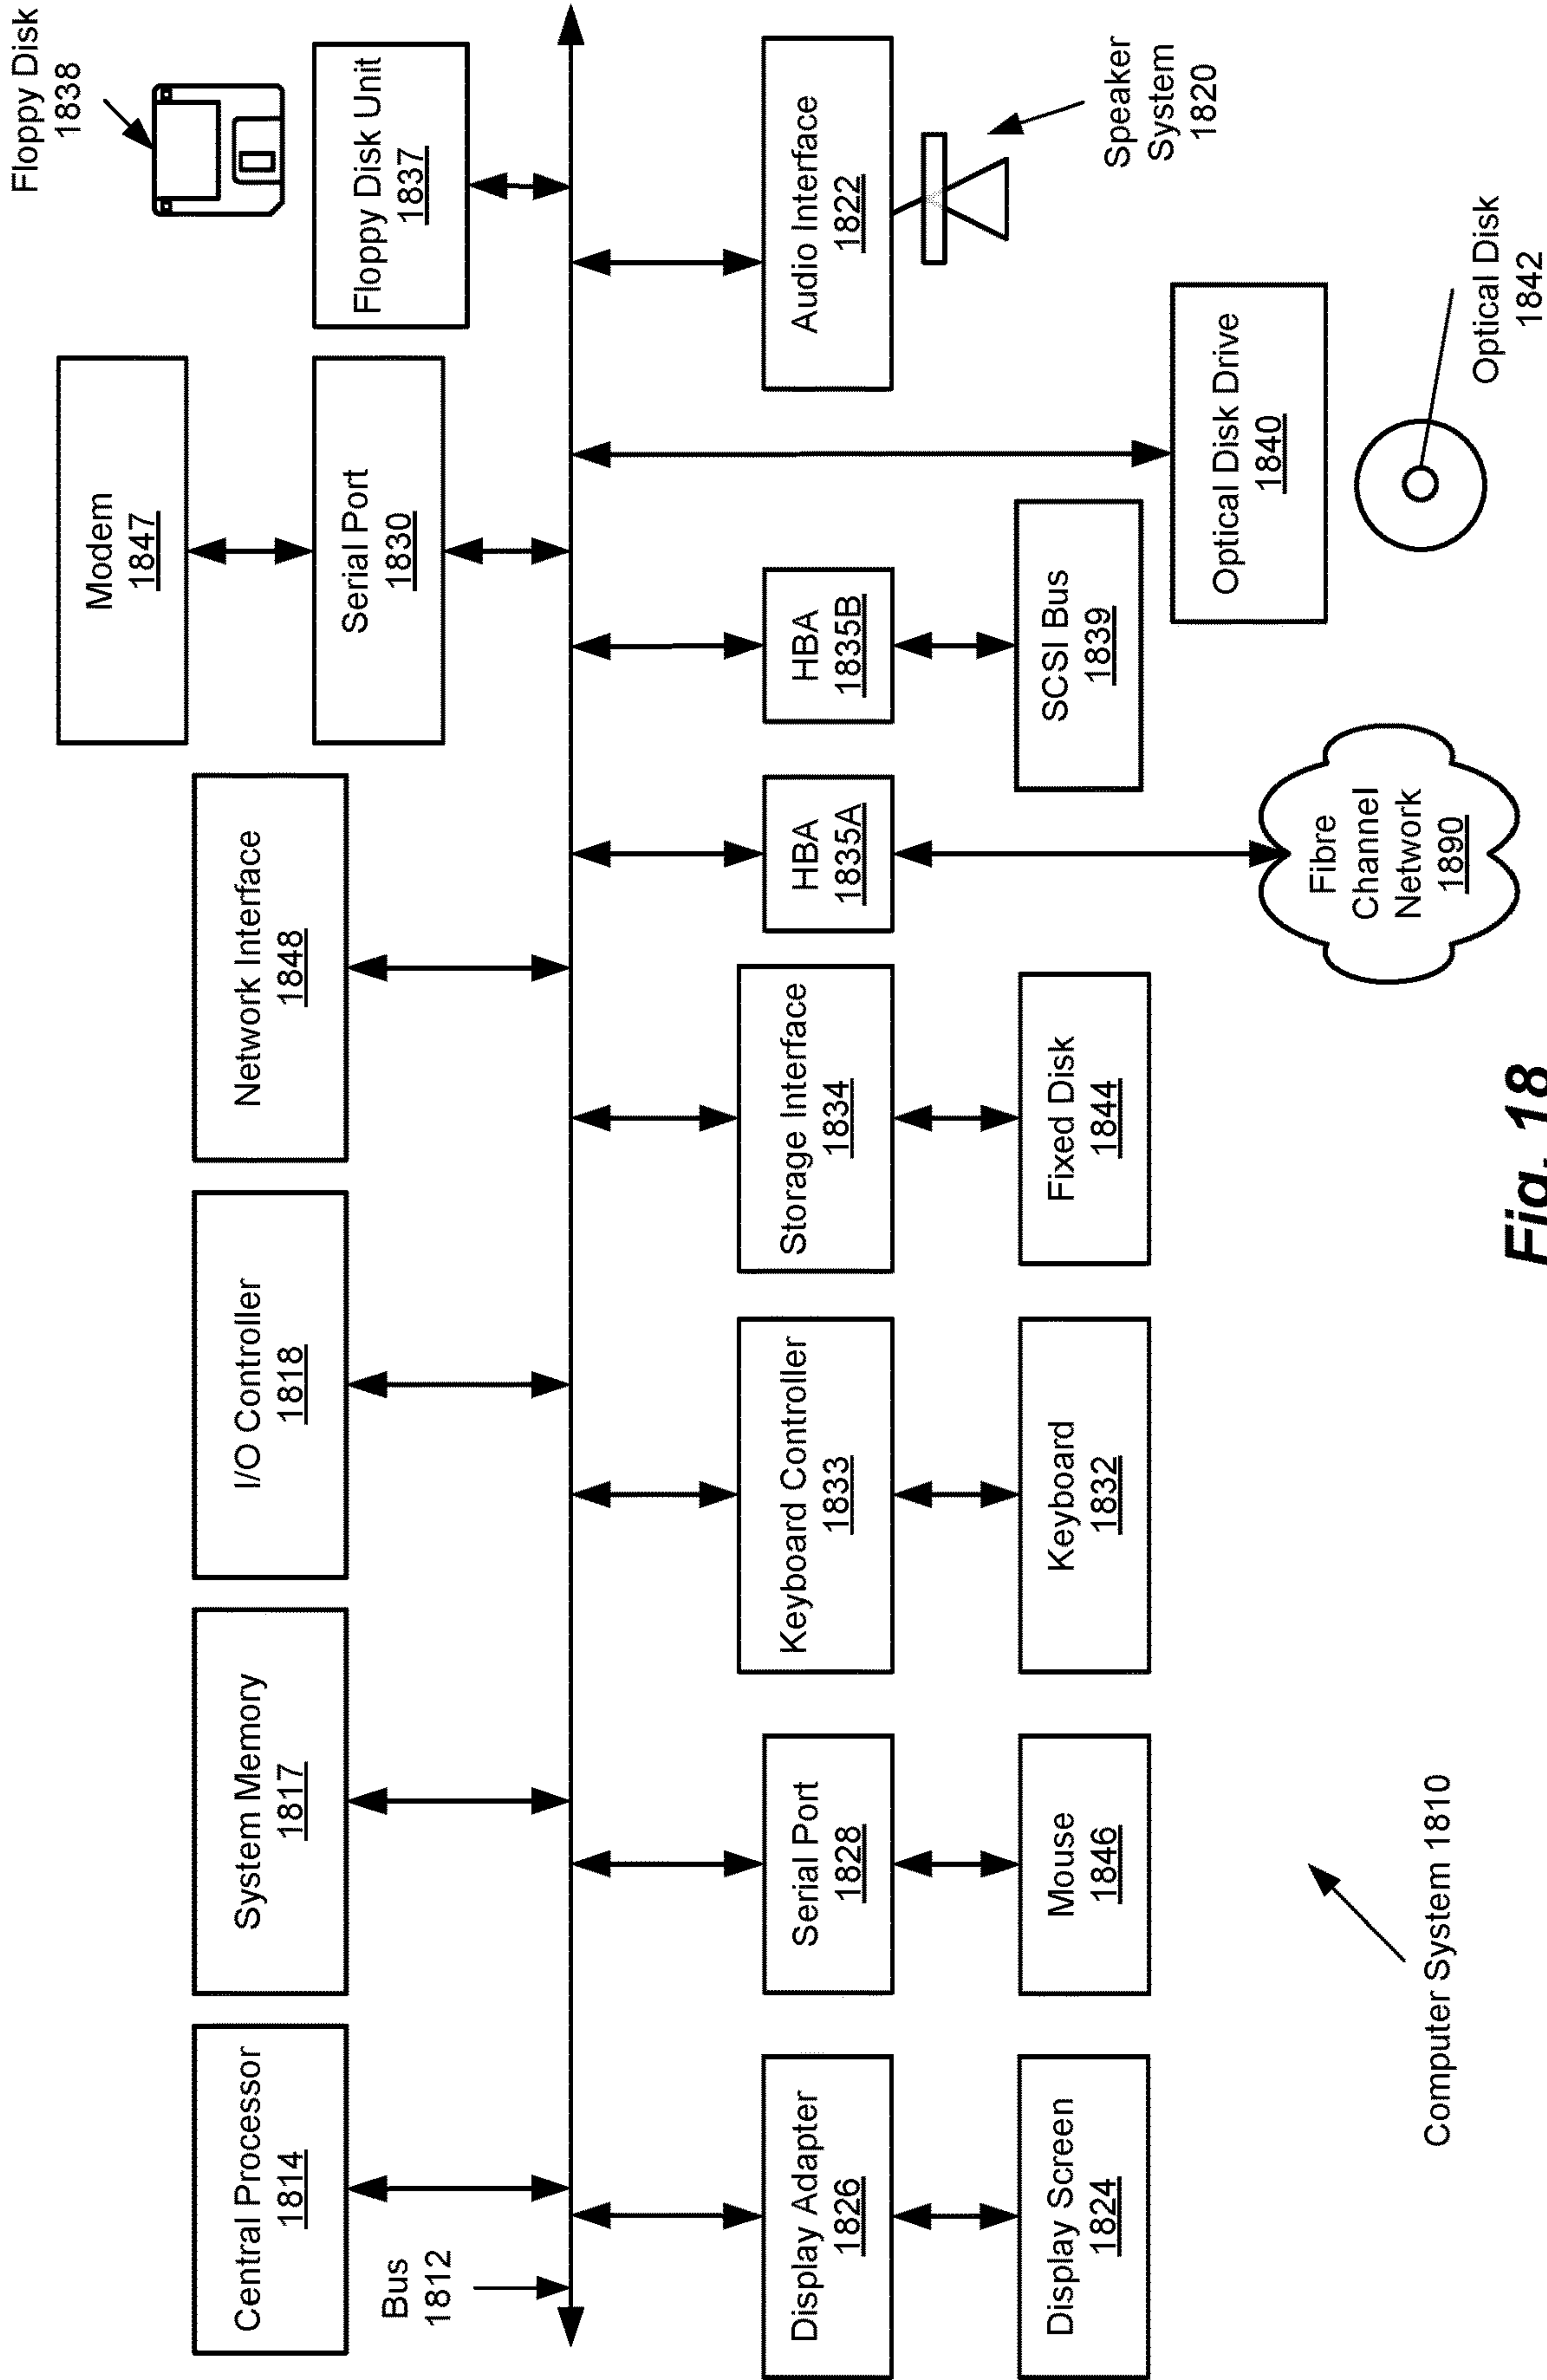 Floppy Disk
1838
Modem
1847
Central Processor
1814
System Memory
1817
I/O Controller
1818
Network Interface
1848
Serial Port
1830
Floppy Disk Unit
1837
Bus
1812
Display Adapter
1826
Serial Port
1828
Keyboard Controller
1833
Storage Interface
1834
HBA
1835A
HBA
1835B
Audio Interface
1822
Display Screen
1824
Mouse
1846
Keyboard
1832
Fixed Disk
1844
SCSI Bus
1839
Speaker
System
1820
Optical Disk Drive
1840
Fibre
Channel
Network
1890
Optical Disk
1842
Computer System 1810
Fig. 18